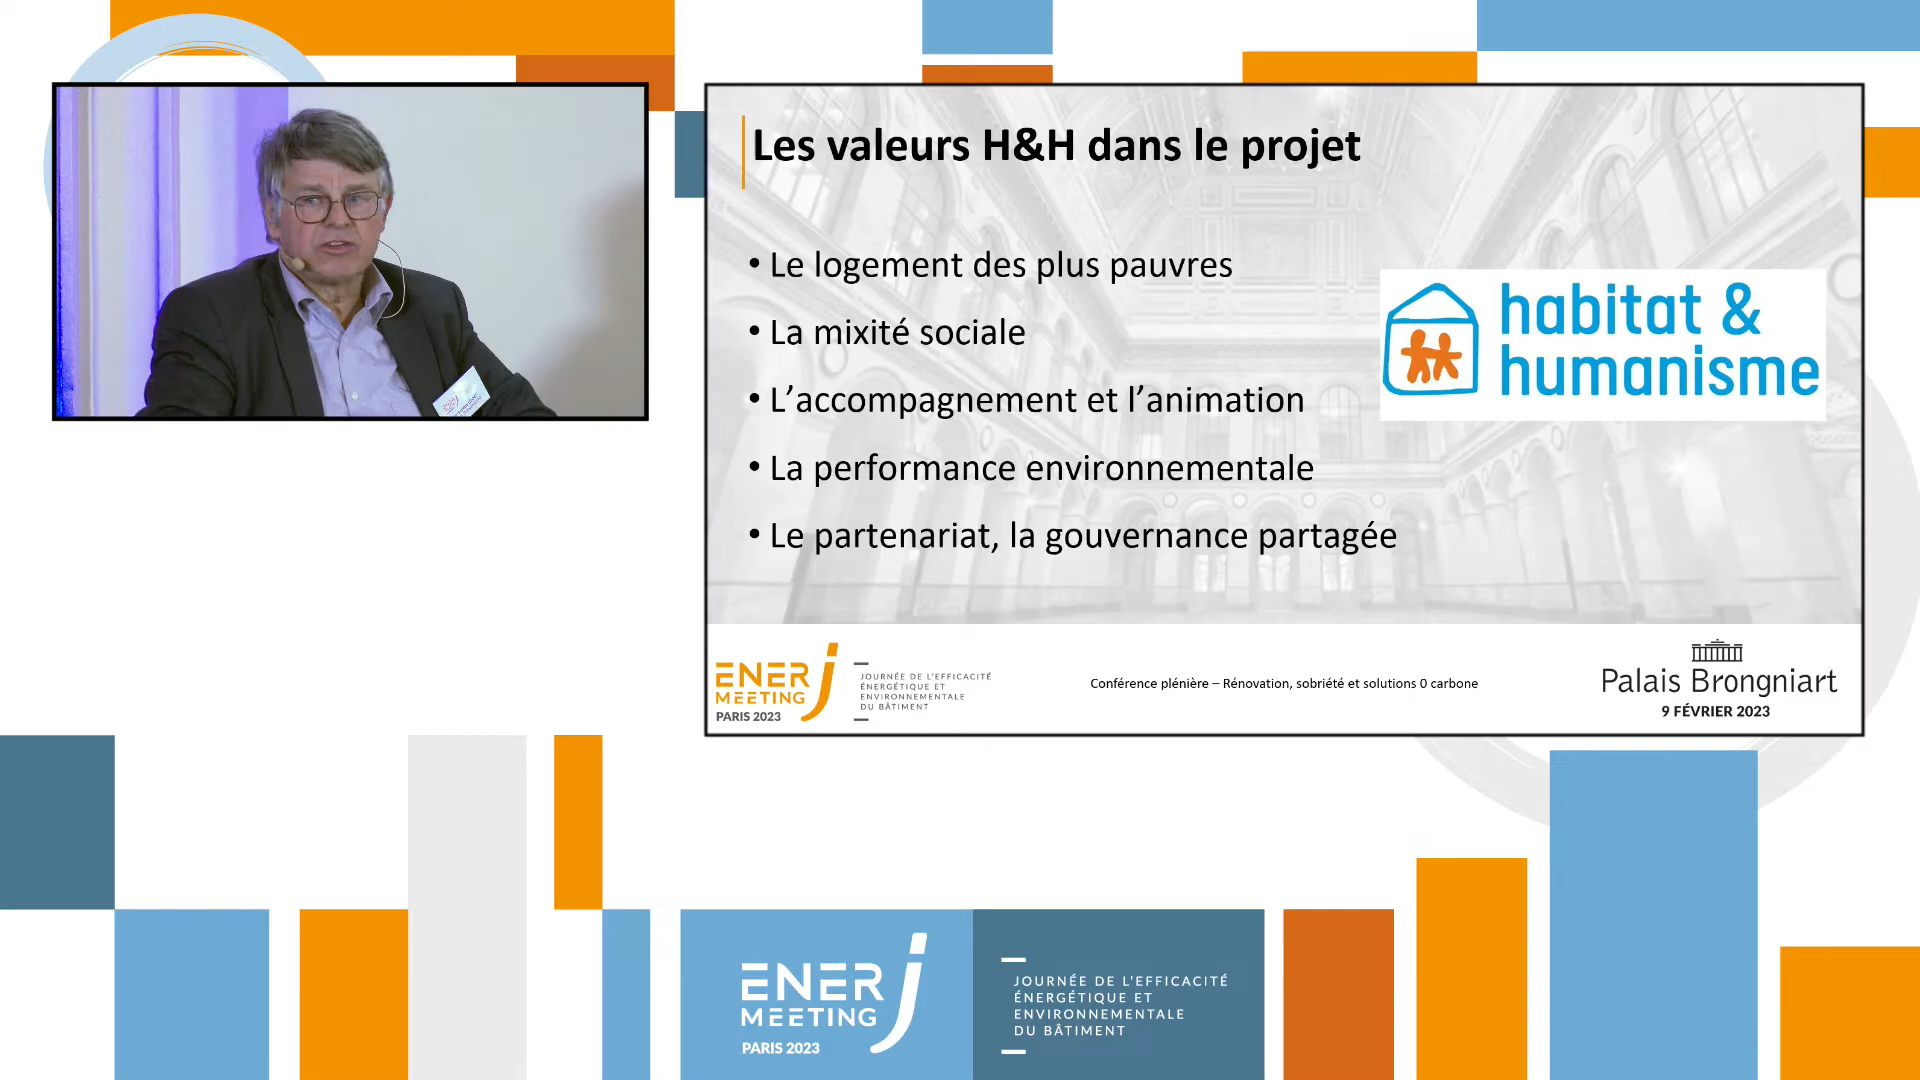 Les valeurs H&H dans le projet
• Le logement des plus pauvres
• La mixité sociale
• L’accompagnement et l’animation
• La performance environnementale
• Le partenariat, la gouvernance partagée
habitat &
humanisme
ENERJ
MEETING
PARIS 2023
JOURNÉE DE L'EFFICACITÉ
ÉNERGÉTIQUE ET
ENVIRONNEMENTALE
DU BÂTIMENT
Conférence plénière – Rénovation, sobriété et solutions 0 carbone
Palais Brongniart
9 FÉVRIER 2023
ENERJ
MEETING
PARIS 2023
JOURNÉE DE L'EFFICACITÉ
ÉNERGÉTIQUE ET
ENVIRONNEMENTALE
DU BÂTIMENT